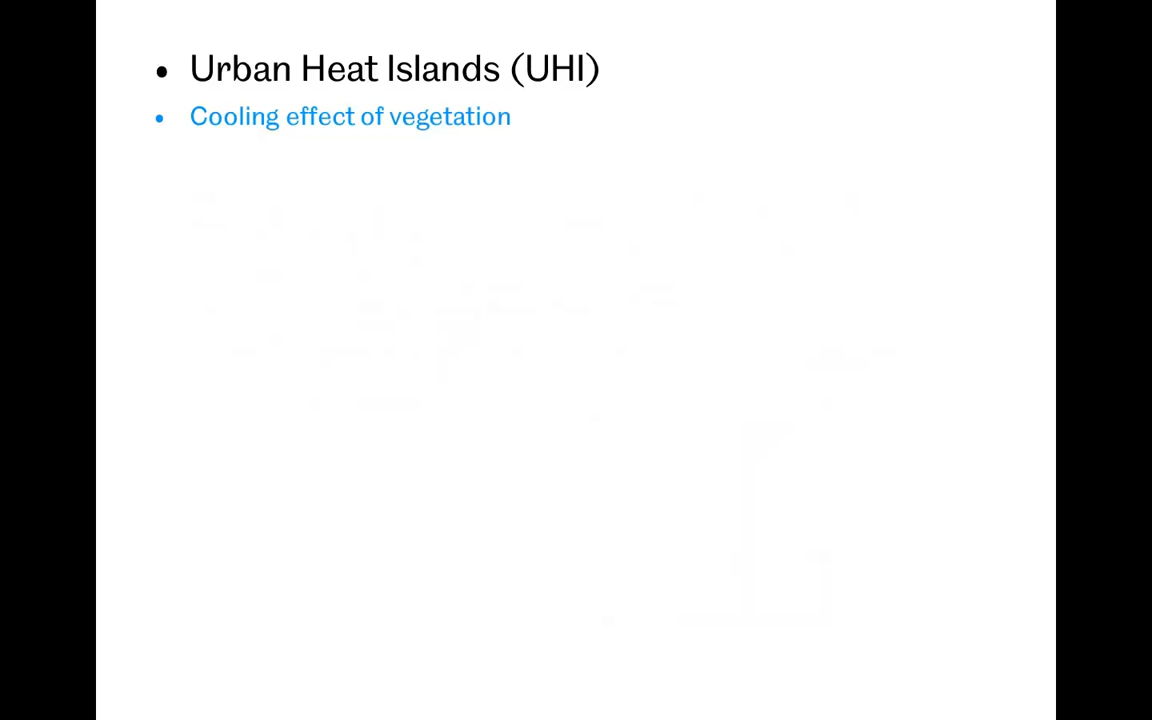 • Urban Heat Islands (UHI)
• Cooling effect of vegetation